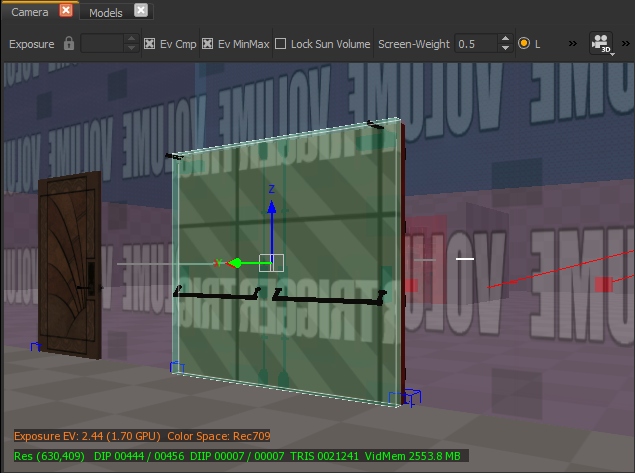 Camera Models
Exposure Ev Cmp Ev MinMax Lock Sun Volume Screen-Weight 0.5 L »  3D »
VOLUME VOLUME VOLUME VOLUME
TRIGGER
VOLUME VOLUME
TRIGGER
Z
Y
Exposure EV: 2.44 (1.70 GPU) Color Space: Rec709
Res (630,409) DIP 00444 / 00456 DIIP 00007 / 00007 TRIS 0021241 VidMem 2553.8 MB